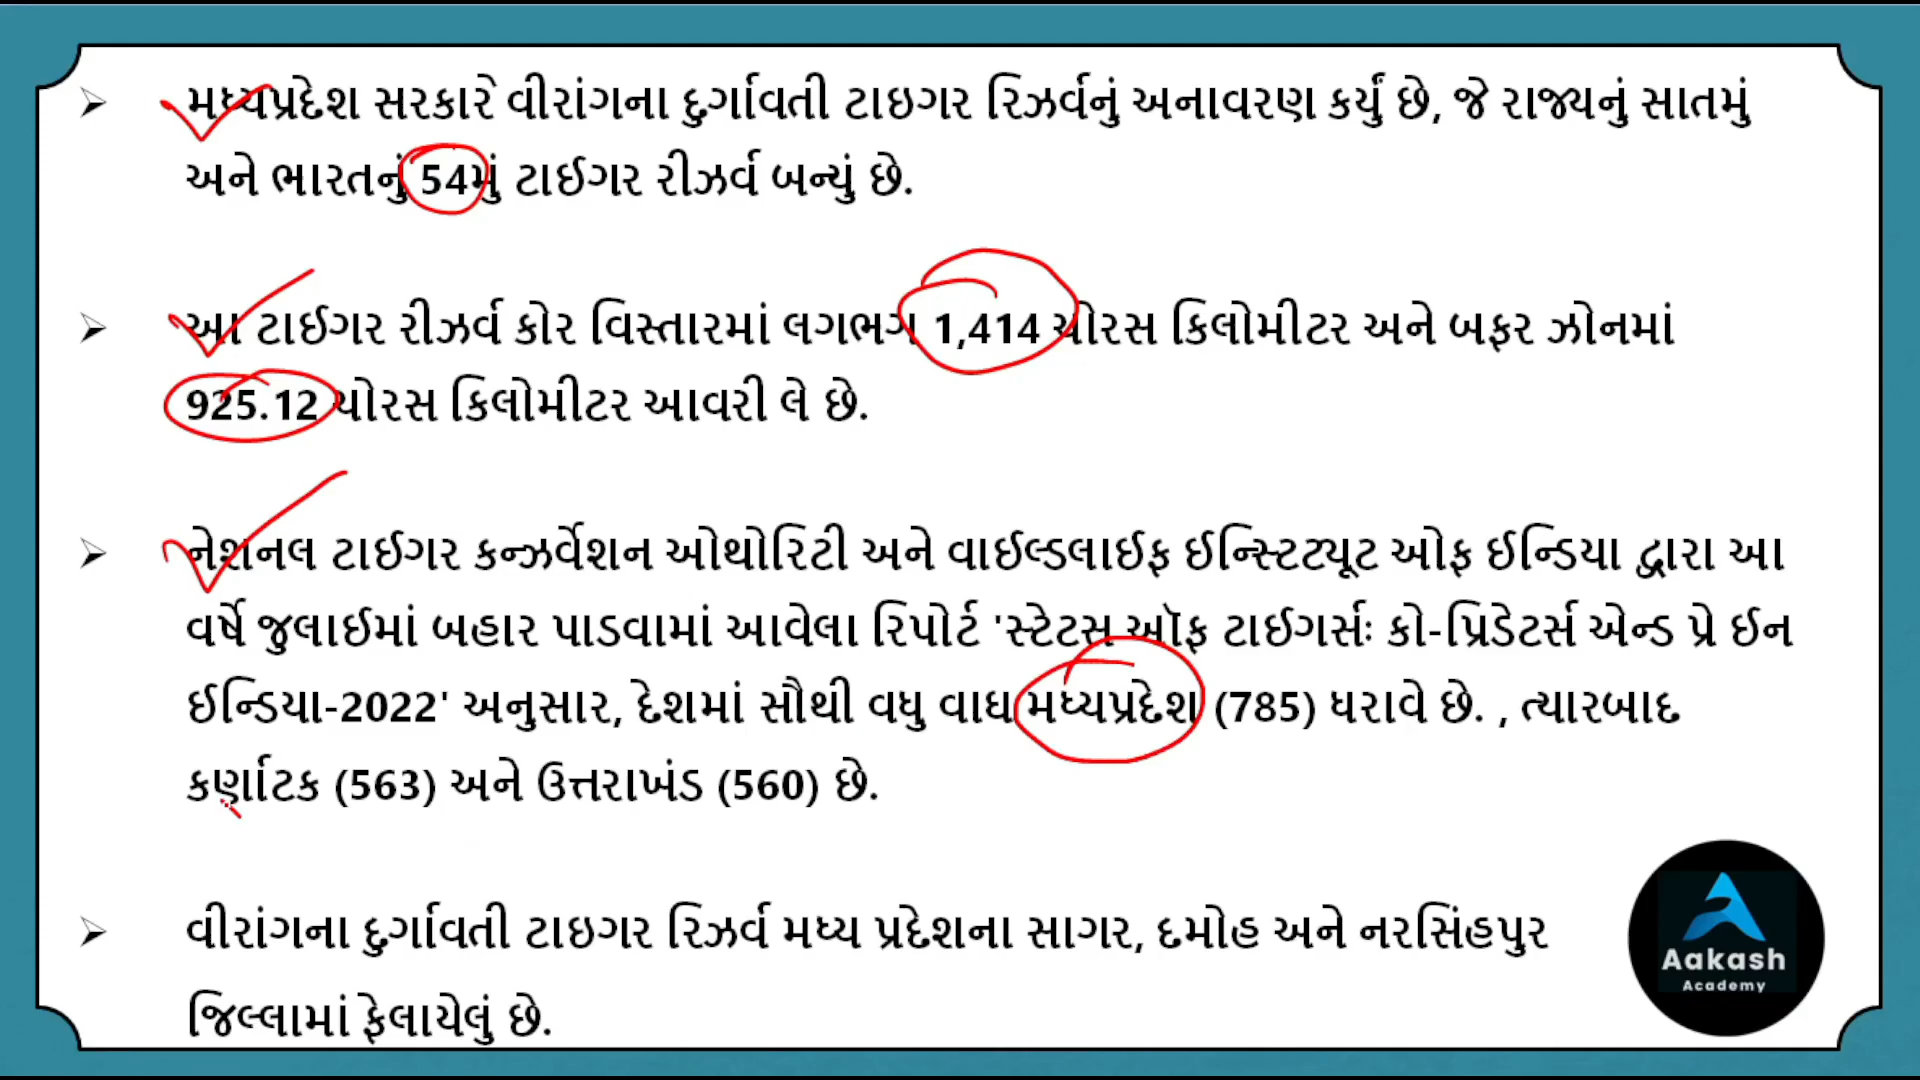 મધ્યપ્રદેશ સરકારે વીરાંગના દુર્ગાવતી ટાઇગર રિઝર્વનું અનાવરણ કર્યું છે, જે રાજ્યનું સાતમું
અને ભારતનું 54મું ટાઈગર રીઝર્વ બન્યું છે.
આ ટાઈગર રીઝર્વ કોર વિસ્તારમાં લગભગ 1,414 ચોરસ કિલોમીટર અને બફર ઝોનમાં
925.12 ચોરસ કિલોમીટર આવરી લે છે.
નેશનલ ટાઈગર કન્ઝર્વેશન ઓથોરિટી અને વાઈલ્ડલાઈફ ઈન્સ્ટિટ્યૂટ ઓફ ઈન્ડિયા દ્વારા આ
વર્ષે જુલાઈમાં બહાર પાડવામાં આવેલા રિપોર્ટ 'સ્ટેટસ ઑફ ટાઈગર્સઃ કો-પ્રિડેટર્સ એન્ડ પ્રે ઈન
ઈન્ડિયા-2022' અનુસાર, દેશમાં સૌથી વધુ વાઘ મધ્યપ્રદેશ (785) ધરાવે છે. , ત્યારબાદ
કર્ણાટક (563) અને ઉત્તરાખંડ (560) છે.
વીરાંગના દુર્ગાવતી ટાઇગર રિઝર્વ મધ્ય પ્રદેશના સાગર, દમોહ અને નરસિંહપુર
જિલ્લામાં ફેલાયેલું છે.
Aakash
Academy